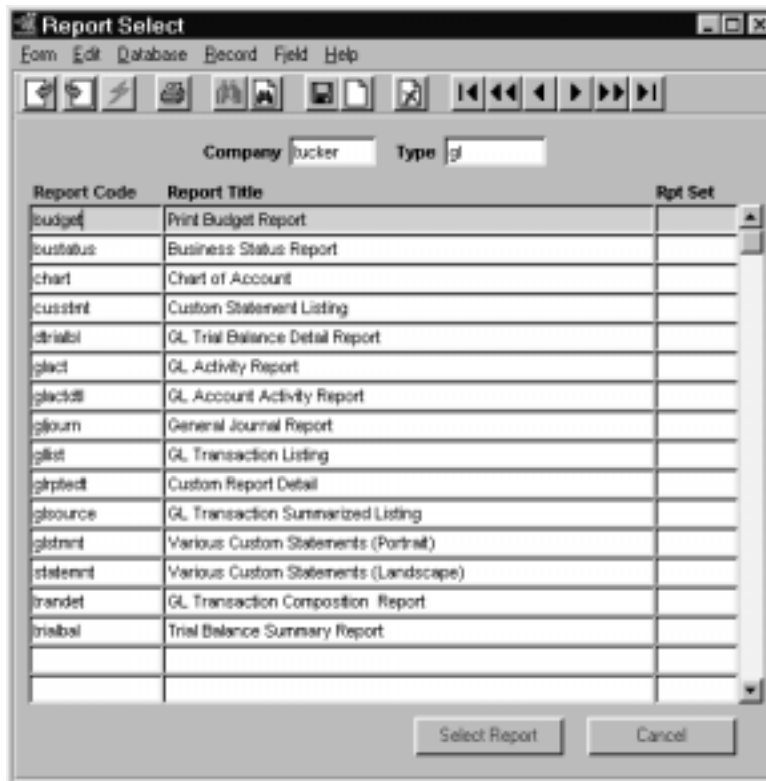 Report Select
Form Edit Database Record Field Help
Company tucker Type gl
Report Code Report Title Rpt Set
budget Print Budget Report
bustatus Business Status Report
chart Chart of Account
cusstmt Custom Statement Listing
dtrialbl GL Trial Balance Detail Report
glact GL Activity Report
glactdtl GL Account Activity Report
gljourn General Journal Report
gllist GL Transaction Listing
glrptedt Custom Report Detail
glsource GL Transaction Summarized Listing
glstmnt Various Custom Statements (Portrait)
statemnt Various Custom Statements (Landscape)
trandet GL Transaction Composition Report
trialbal Trial Balance Summary Report
Select Report Cancel